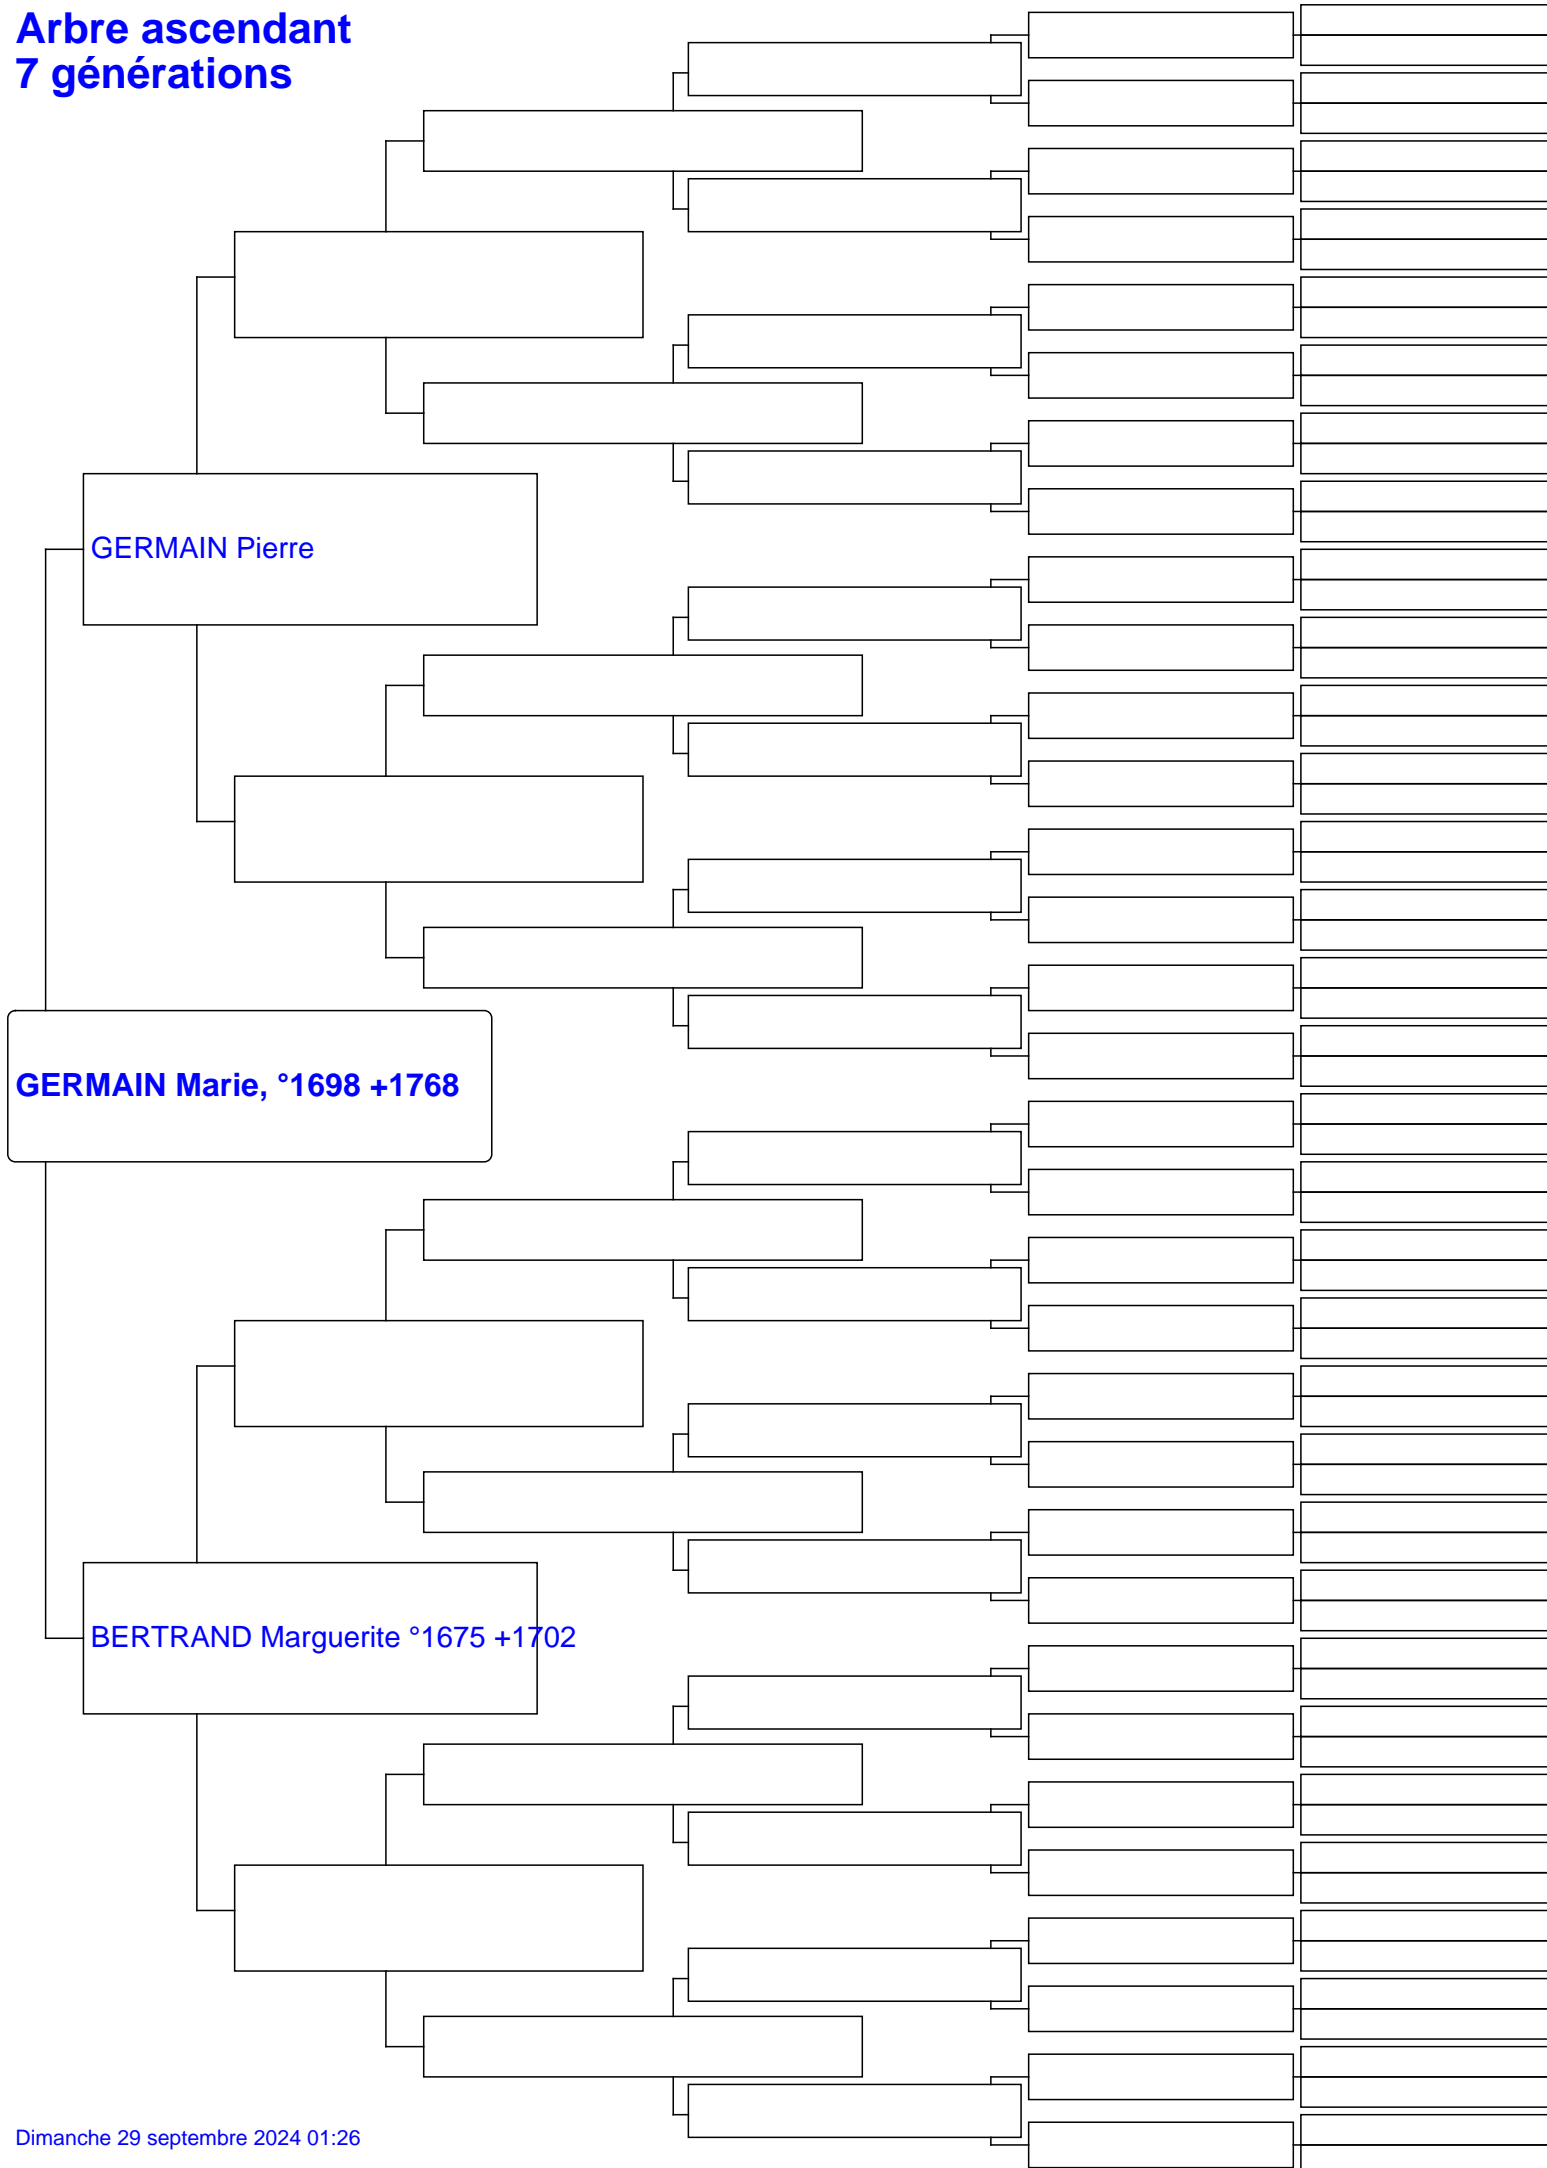 Arbre ascendant
7 générations
GERMAIN Pierre
GERMAIN Marie, °1698 +1768
BERTRAND Marguerite °1675 +1702
Dimanche 29 septembre 2024 01:26